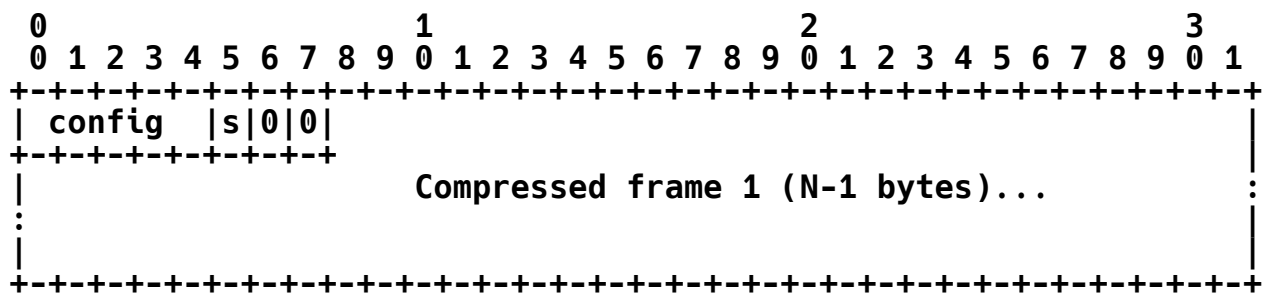 0                   1                   2                   3
 0 1 2 3 4 5 6 7 8 9 0 1 2 3 4 5 6 7 8 9 0 1 2 3 4 5 6 7 8 9 0 1
+-+-+-+-+-+-+-+-+-+-+-+-+-+-+-+-+-+-+-+-+-+-+-+-+-+-+-+-+-+-+-+-+
| config  |s|0|0|                                               |
+-+-+-+-+-+-+-+-+                                               |
|                    Compressed frame 1 (N-1 bytes)...          :
:                                                               |
|                                                               |
+-+-+-+-+-+-+-+-+-+-+-+-+-+-+-+-+-+-+-+-+-+-+-+-+-+-+-+-+-+-+-+-+